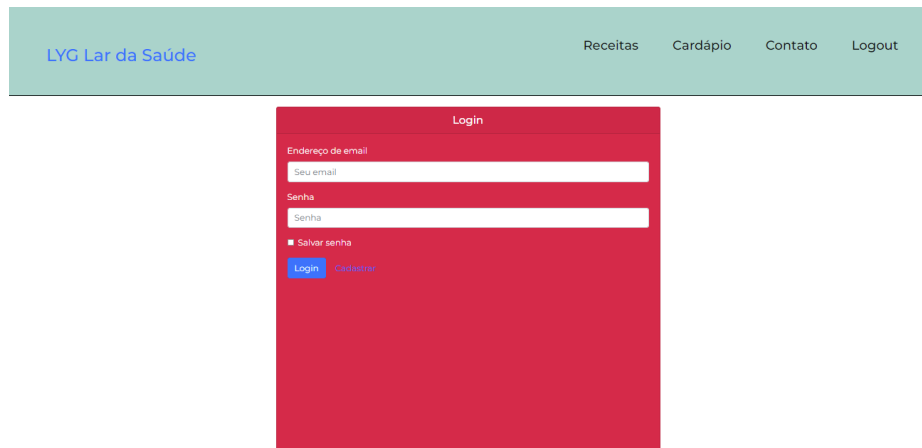 LYG Lar da Saúde
Receitas Cardápio Contato Logout
Login
Endereço de email
Seu email
Senha
Senha
Salvar senha
Login Cadastrar